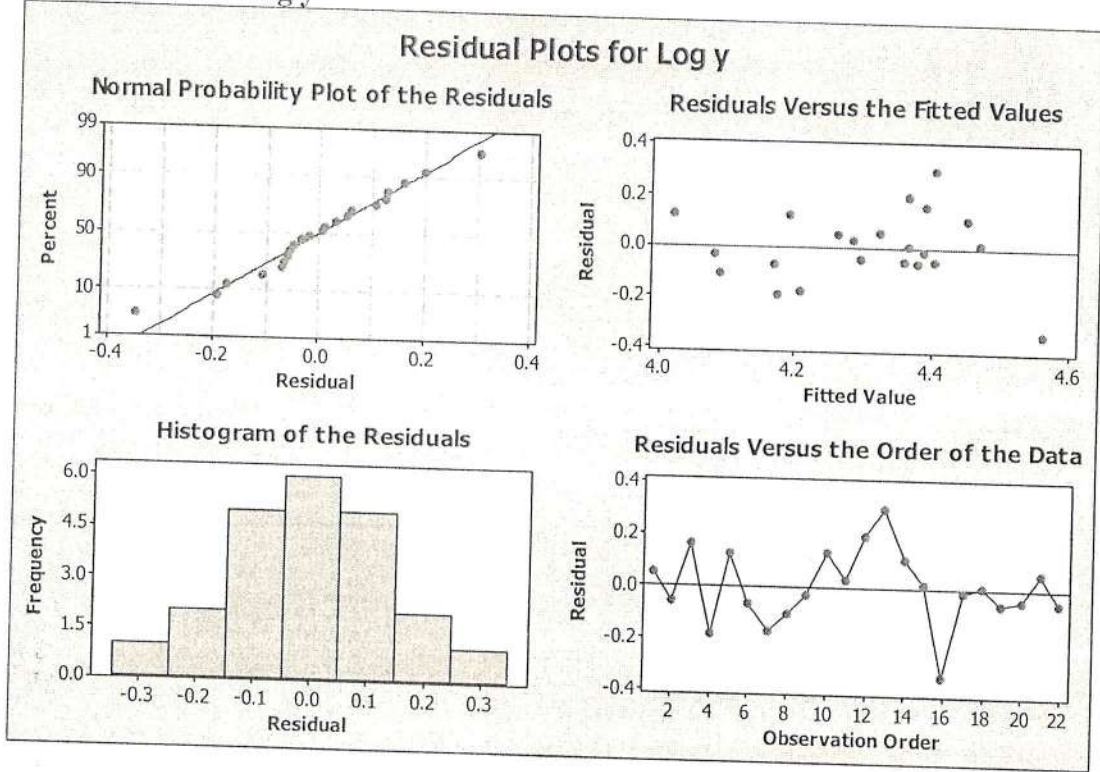 Residual Plots for Log y
Normal Probability Plot of the Residuals
99
90
50
10
1
Percent
-0.4 -0.2 0.0 0.2 0.4
Residual
Residuals Versus the Fitted Values
0.4
0.2
0.0
-0.2
-0.4
Residual
4.0 4.2 4.4 4.6
Fitted Value
Histogram of the Residuals
6.0
4.5
3.0
1.5
0.0
Frequency
-0.3 -0.2 -0.1 0.0 0.1 0.2 0.3
Residual
Residuals Versus the Order of the Data
0.4
0.2
0.0
-0.2
-0.4
Residual
2 4 6 8 10 12 14 16 18 20 22
Observation Order